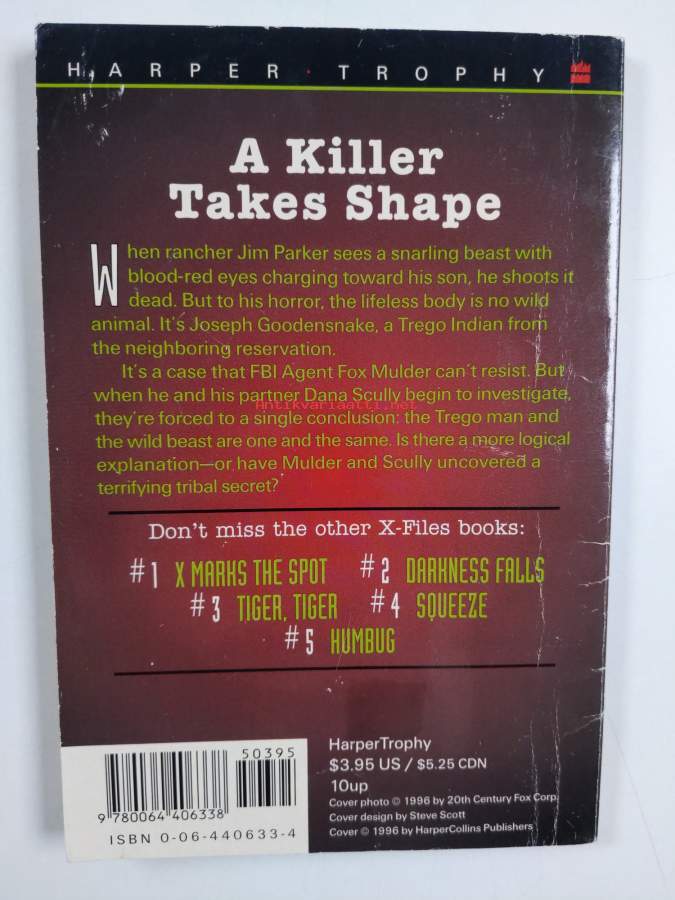 HARPER · TROPHY
A Killer
Takes Shape
When rancher Jim Parker sees a snarling beast with
blood-red eyes charging toward his son, he shoots it
dead. But to his horror, the lifeless body is no wild
animal. It's Joseph Goodensnake, a Trego Indian from
the neighboring reservation.
It's a case that FBI Agent Fox Mulder can't resist. But
when he and his partner Dana Scully begin to investigate,
Antikvariaatti.net
they're forced to a single conclusion: the Trego man and
the wild beast are one and the same. Is there a more logical
explanation—or have Mulder and Scully uncovered a
terrifying tribal secret?
Don't miss the other X-Files books:
#1 X MARKS THE SPOT #2 DARKNESS FALLS
#3 TIGER, TIGER #4 SQUEEZE
#5 HUMBUG
50395
9 780064 406338
ISBN 0-06-440633-4
HarperTrophy
$3.95 US / $5.25 CDN
10up
Cover photo © 1996 by 20th Century Fox Corp.
Cover design by Steve Scott
Cover © 1996 by HarperCollins Publishers